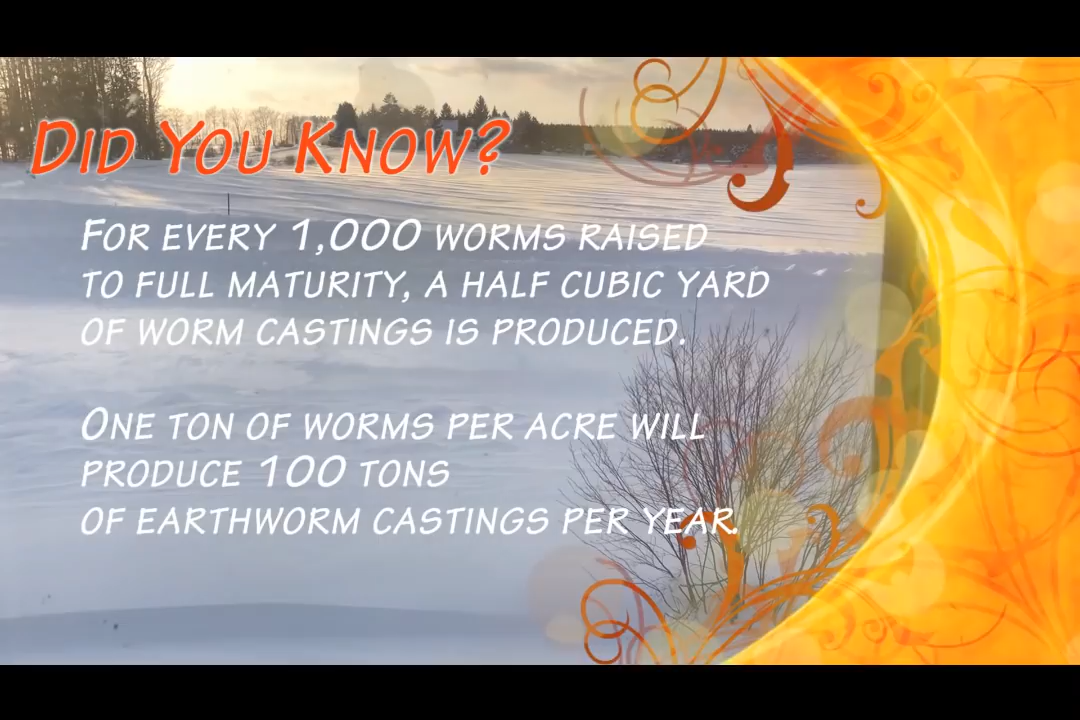 Did You Know?
For every 1,000 worms raised
to full maturity, a half cubic yard
of worm castings is produced.
One ton of worms per acre will
produce 100 tons
of earthworm castings per year.